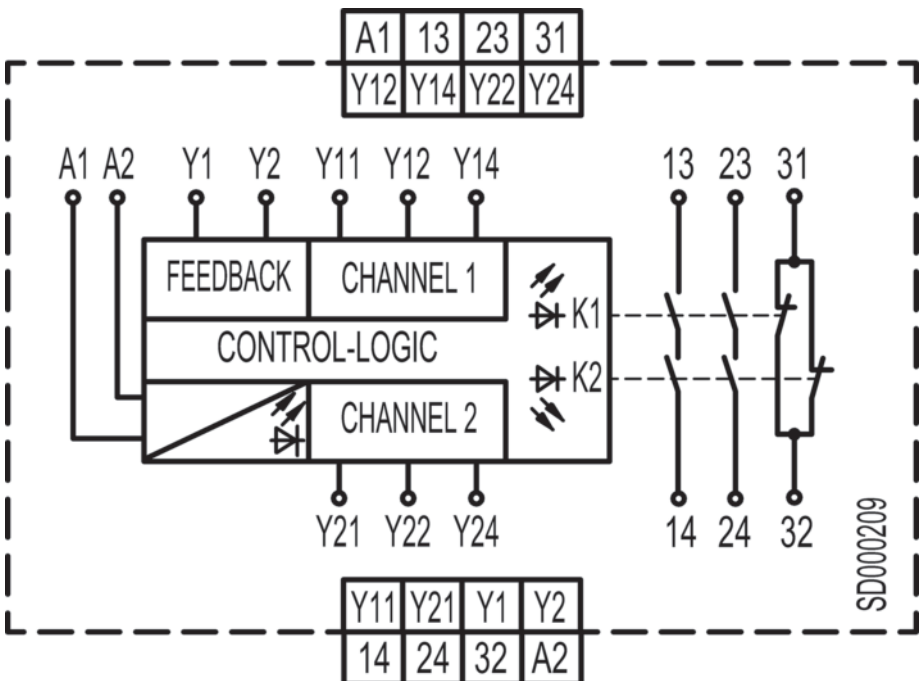 A1 13 23 31
Y12 Y14 Y22 Y24
A1 A2 Y1 Y2 Y11 Y12 Y14 13 23 31
FEEDBACK CHANNEL 1
K1
CONTROL-LOGIC
K2
CHANNEL 2
Y21 Y22 Y24 14 24 32
SD000209
Y11 Y21 Y1 Y2
14 24 32 A2